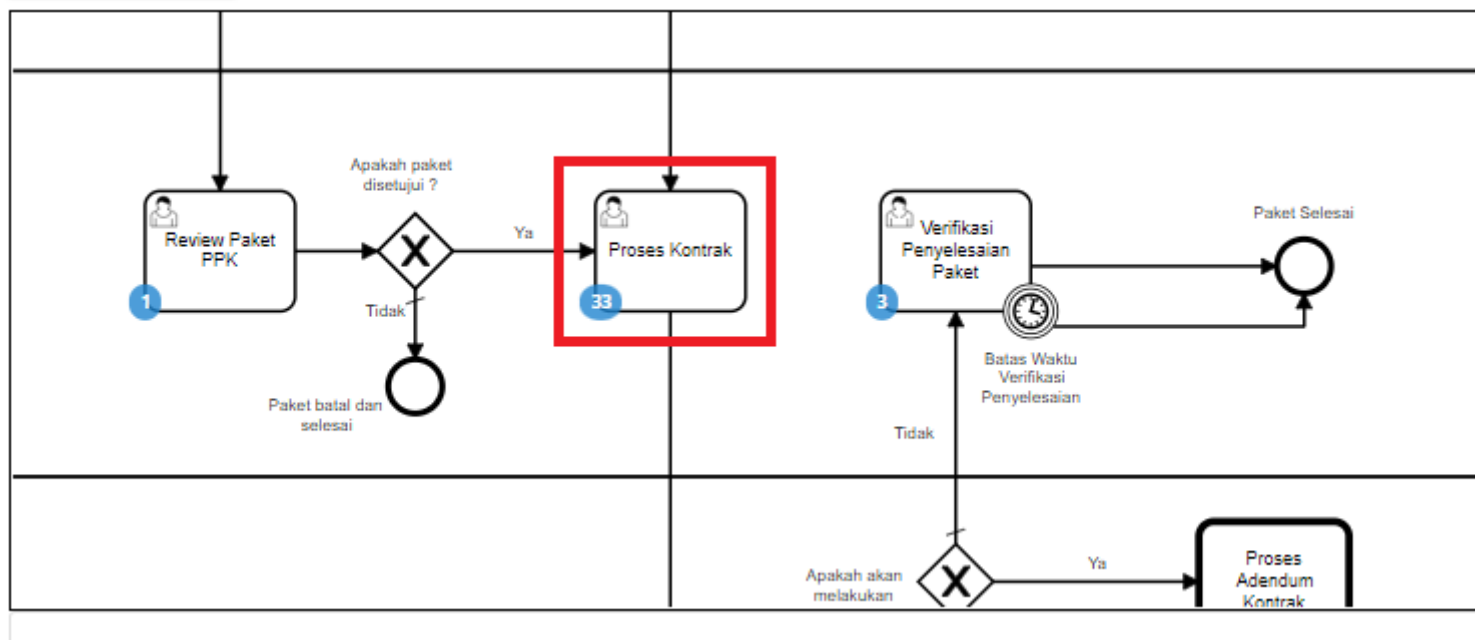 Apakah paket
disetujui ?
Review Paket
PPK
1
Ya
Tidak
Paket batal dan
selesai
Proses Kontrak
33
Verifikasi
Penyelesaian
Paket
3
Batas Waktu
Verifikasi
Penyelesaian
Paket Selesai
Tidak
Apakah akan
melakukan
Ya
Proses
Adendum
Kontrak